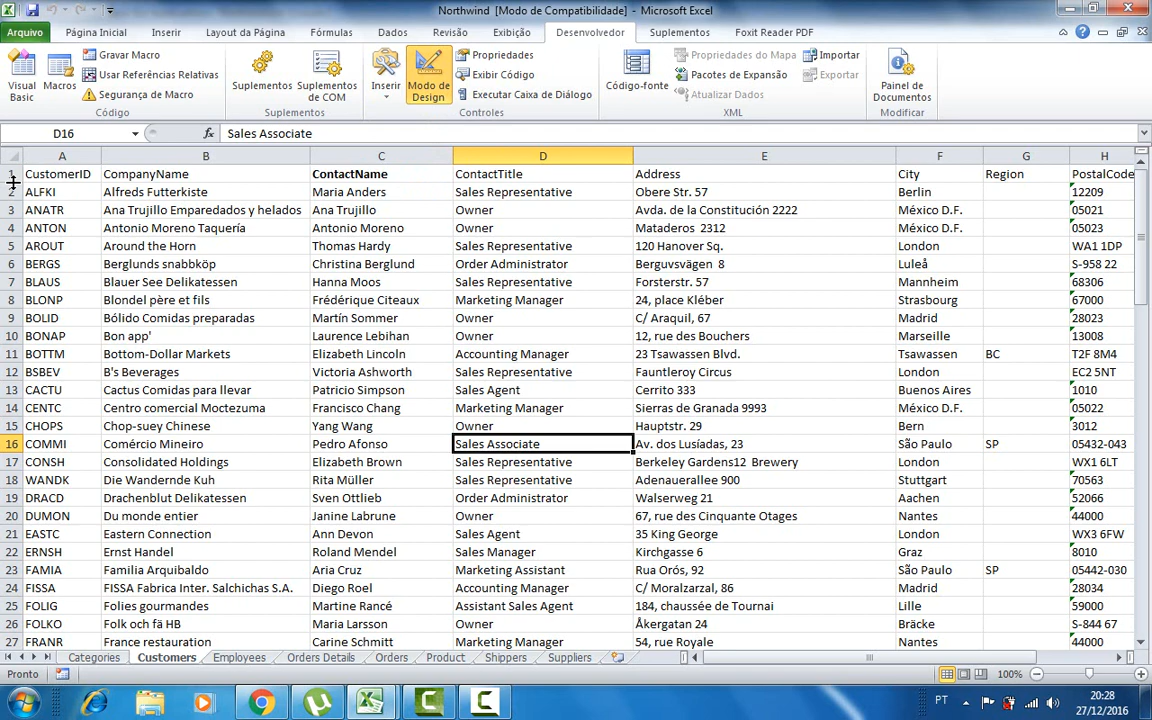 Northwind [Modo de Compatibilidade] - Microsoft Excel
Arquivo Página Inicial Inserir Layout da Página Fórmulas Dados Revisão Exibição Desenvolvedor Suplementos Foxit Reader PDF
Visual Basic
Macros
Gravar Macro
Usar Referências Relativas
Segurança de Macro
Código
Suplementos
Suplementos de COM
Suplementos
Inserir
Modo de Design
Propriedades
Exibir Código
Executar Caixa de Diálogo
Controles
Código-fonte
Propriedades do Mapa
Pacotes de Expansão
Atualizar Dados
Importar
Exportar
XML
Painel de Documentos
Modificar
D16 fx Sales Associate
A B C D E F G H
1 CustomerID CompanyName ContactName ContactTitle Address City Region PostalCode
2 ALFKI Alfreds Futterkiste Maria Anders Sales Representative Obere Str. 57 Berlin 12209
3 ANATR Ana Trujillo Emparedados y helados Ana Trujillo Owner Avda. de la Constitución 2222 México D.F. 05021
4 ANTON Antonio Moreno Taquería Antonio Moreno Owner Mataderos 2312 México D.F. 05023
5 AROUT Around the Horn Thomas Hardy Sales Representative 120 Hanover Sq. London WA1 1DP
6 BERGS Berglunds snabbköp Christina Berglund Order Administrator Berguvsvägen 8 Luleå S-958 22
7 BLAUS Blauer See Delikatessen Hanna Moos Sales Representative Forsterstr. 57 Mannheim 68306
8 BLONP Blondel père et fils Frédérique Citeaux Marketing Manager 24, place Kléber Strasbourg 67000
9 BOLID Bólido Comidas preparadas Martín Sommer Owner C/ Araquil, 67 Madrid 28023
10 BONAP Bon app' Laurence Lebihan Owner 12, rue des Bouchers Marseille 13008
11 BOTTM Bottom-Dollar Markets Elizabeth Lincoln Accounting Manager 23 Tsawassen Blvd. Tsawassen BC T2F 8M4
12 BSBEV B's Beverages Victoria Ashworth Sales Representative Fauntleroy Circus London EC2 5NT
13 CACTU Cactus Comidas para llevar Patricio Simpson Sales Agent Cerrito 333 Buenos Aires 1010
14 CENTC Centro comercial Moctezuma Francisco Chang Marketing Manager Sierras de Granada 9993 México D.F. 05022
15 CHOPS Chop-suey Chinese Yang Wang Owner Hauptstr. 29 Bern 3012
16 COMMI Comércio Mineiro Pedro Afonso Sales Associate Av. dos Lusíadas, 23 São Paulo SP 05432-043
17 CONSH Consolidated Holdings Elizabeth Brown Sales Representative Berkeley Gardens12 Brewery London WX1 6LT
18 WANDK Die Wandernde Kuh Rita Müller Sales Representative Adenauerallee 900 Stuttgart 70563
19 DRACD Drachenblut Delikatessen Sven Ottlieb Order Administrator Walserweg 21 Aachen 52066
20 DUMON Du monde entier Janine Labrune Owner 67, rue des Cinquante Otages Nantes 44000
21 EASTC Eastern Connection Ann Devon Sales Agent 35 King George London WX3 6FW
22 ERNSH Ernst Handel Roland Mendel Sales Manager Kirchgasse 6 Graz 8010
23 FAMIA Familia Arquibaldo Aria Cruz Marketing Assistant Rua Orós, 92 São Paulo SP 05442-030
24 FISSA FISSA Fabrica Inter. Salchichas S.A. Diego Roel Accounting Manager C/ Moralzarzal, 86 Madrid 28034
25 FOLIG Folies gourmandes Martine Rancé Assistant Sales Agent 184, chaussée de Tournai Lille 59000
26 FOLKO Folk och fä HB Maria Larsson Owner Åkergatan 24 Bräcke S-844 67
27 FRANR France restauration Carine Schmitt Marketing Manager 54, rue Royale Nantes 44000
Categories Customers Employees Orders Details Orders Product Shippers Suppliers
Pronto 100%
PT 20:28
27/12/2016